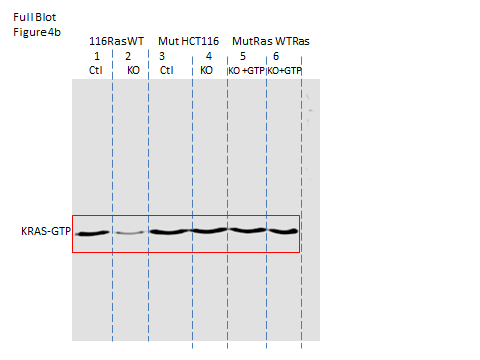 Full Blot
Figure4b
116RasWT Mut HCT116 MutRas WTRas
1 2 3 4 5 6
Ctl KO Ctl KO KO +GTP KO+GTP
KRAS-GTP